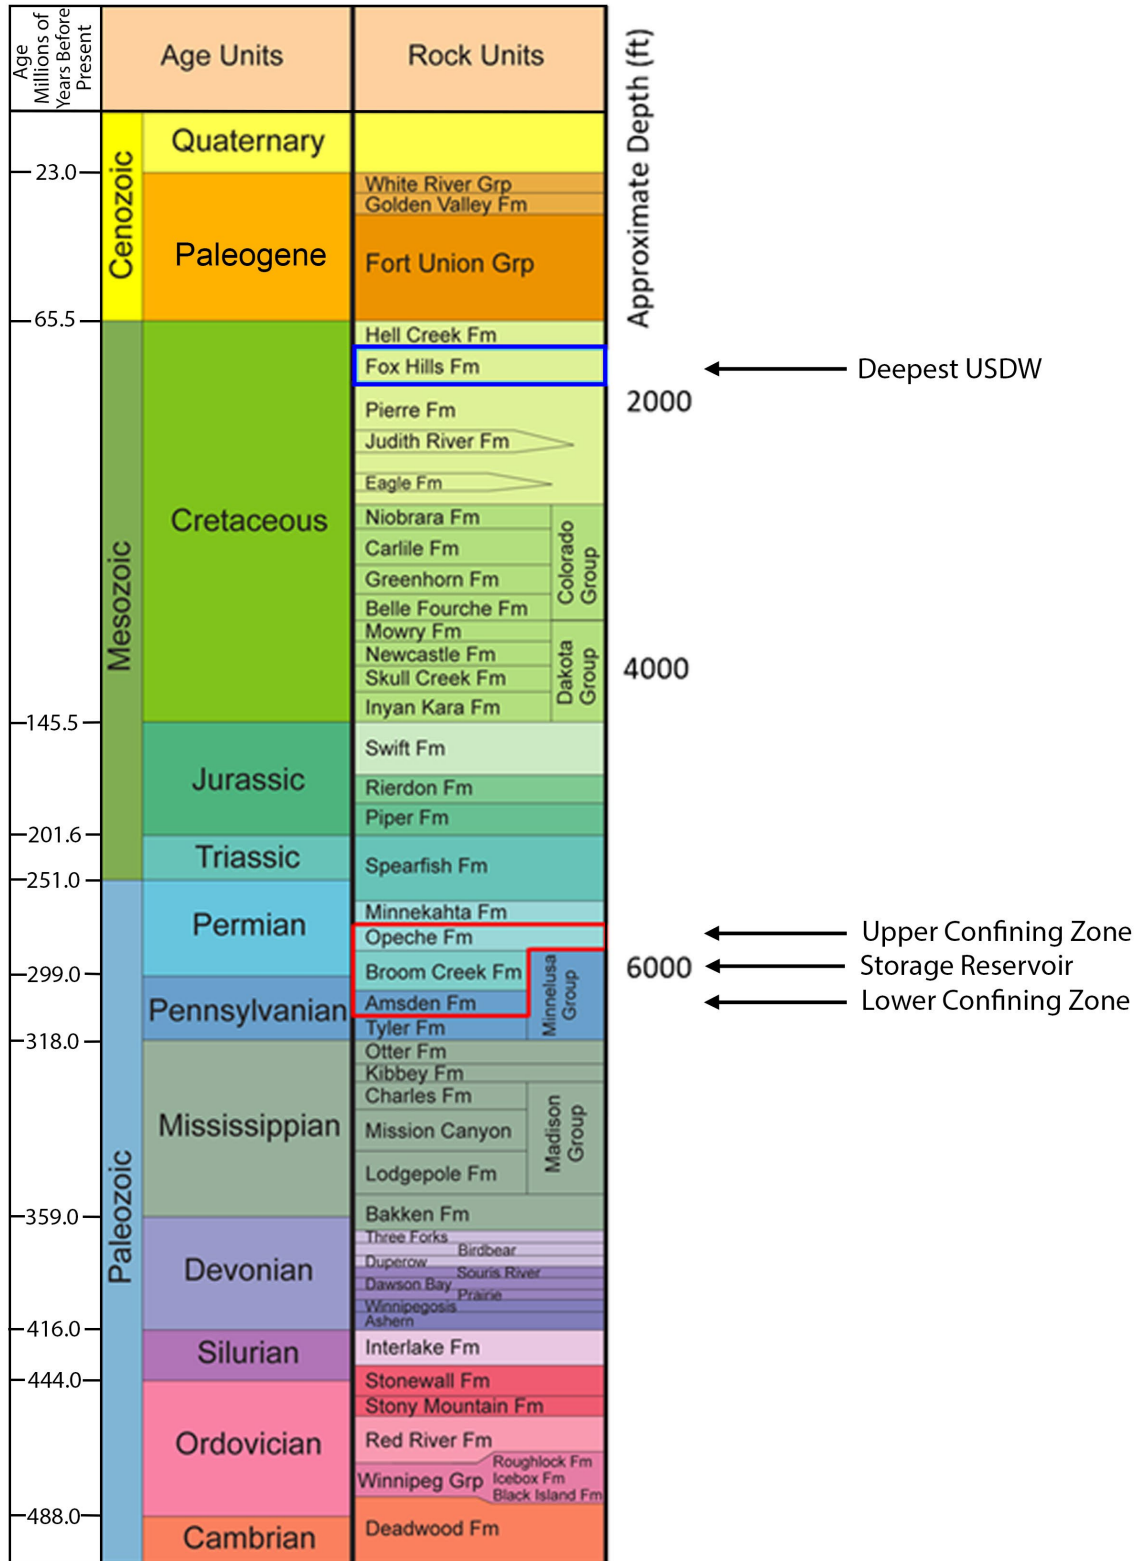 Age
Millions of
Years Before
Present
Age Units
Rock Units
Approximate Depth (ft)
Cenozoic
Quaternary
23.0
Paleogene
White River Grp
Golden Valley Fm
Fort Union Grp
65.5
Mesozoic
Cretaceous
Hell Creek Fm
Fox Hills Fm
Deepest USDW
2000
Pierre Fm
Judith River Fm
Eagle Fm
Niobrara Fm
Carlile Fm
Greenhorn Fm
Belle Fourche Fm
Colorado
Group
Mowry Fm
Newcastle Fm
Skull Creek Fm
Inyan Kara Fm
Dakota
Group
4000
145.5
Jurassic
Swift Fm
Rierdon Fm
Piper Fm
201.6
Triassic
Spearfish Fm
251.0
Paleozoic
Permian
Minnekahta Fm
Opeche Fm
Upper Confining Zone
Broom Creek Fm
6000
Storage Reservoir
299.0
Pennsylvanian
Amsden Fm
Lower Confining Zone
Tyler Fm
Minnelusa
Group
318.0
Mississippian
Otter Fm
Kibbey Fm
Charles Fm
Mission Canyon
Lodgepole Fm
Madison
Group
Bakken Fm
359.0
Devonian
Three Forks
Birdbear
Duperow
Souris River
Dawson Bay
Prairie
Winnipegosis
Ashern
416.0
Silurian
Interlake Fm
444.0
Ordovician
Stonewall Fm
Stony Mountain Fm
Red River Fm
Winnipeg Grp
Roughlock Fm
Icebox Fm
Black Island Fm
488.0
Cambrian
Deadwood Fm